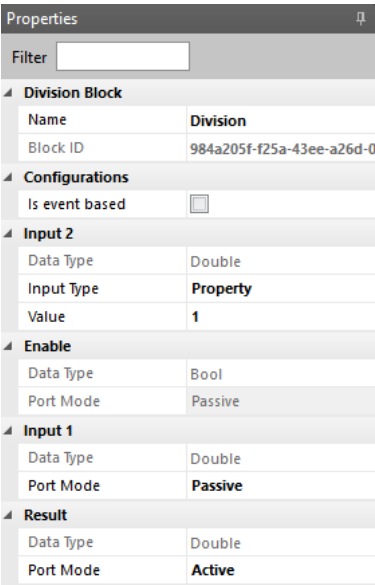 Properties
Filter
Division Block
Name Division
Block ID 984a205f-f25a-43ee-a26d-0
Configurations
Is event based
Input 2
Data Type Double
Input Type Property
Value 1
Enable
Data Type Bool
Port Mode Passive
Input 1
Data Type Double
Port Mode Passive
Result
Data Type Double
Port Mode Active